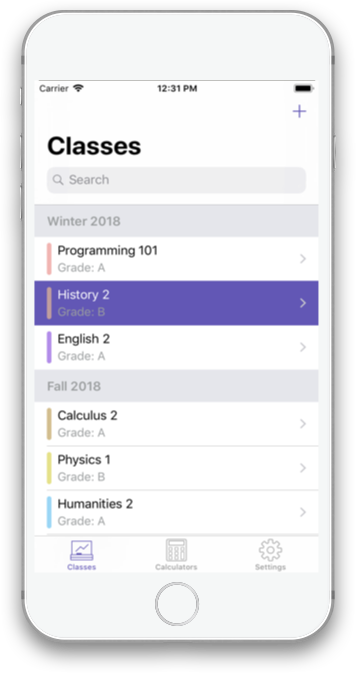 Carrier 12:31 PM
+
Classes
Search
Winter 2018
Programming 101
Grade: A
History 2
Grade: B
English 2
Grade: A
Fall 2018
Calculus 2
Grade: A
Physics 1
Grade: B
Humanities 2
Grade: A
Classes Calculators Settings